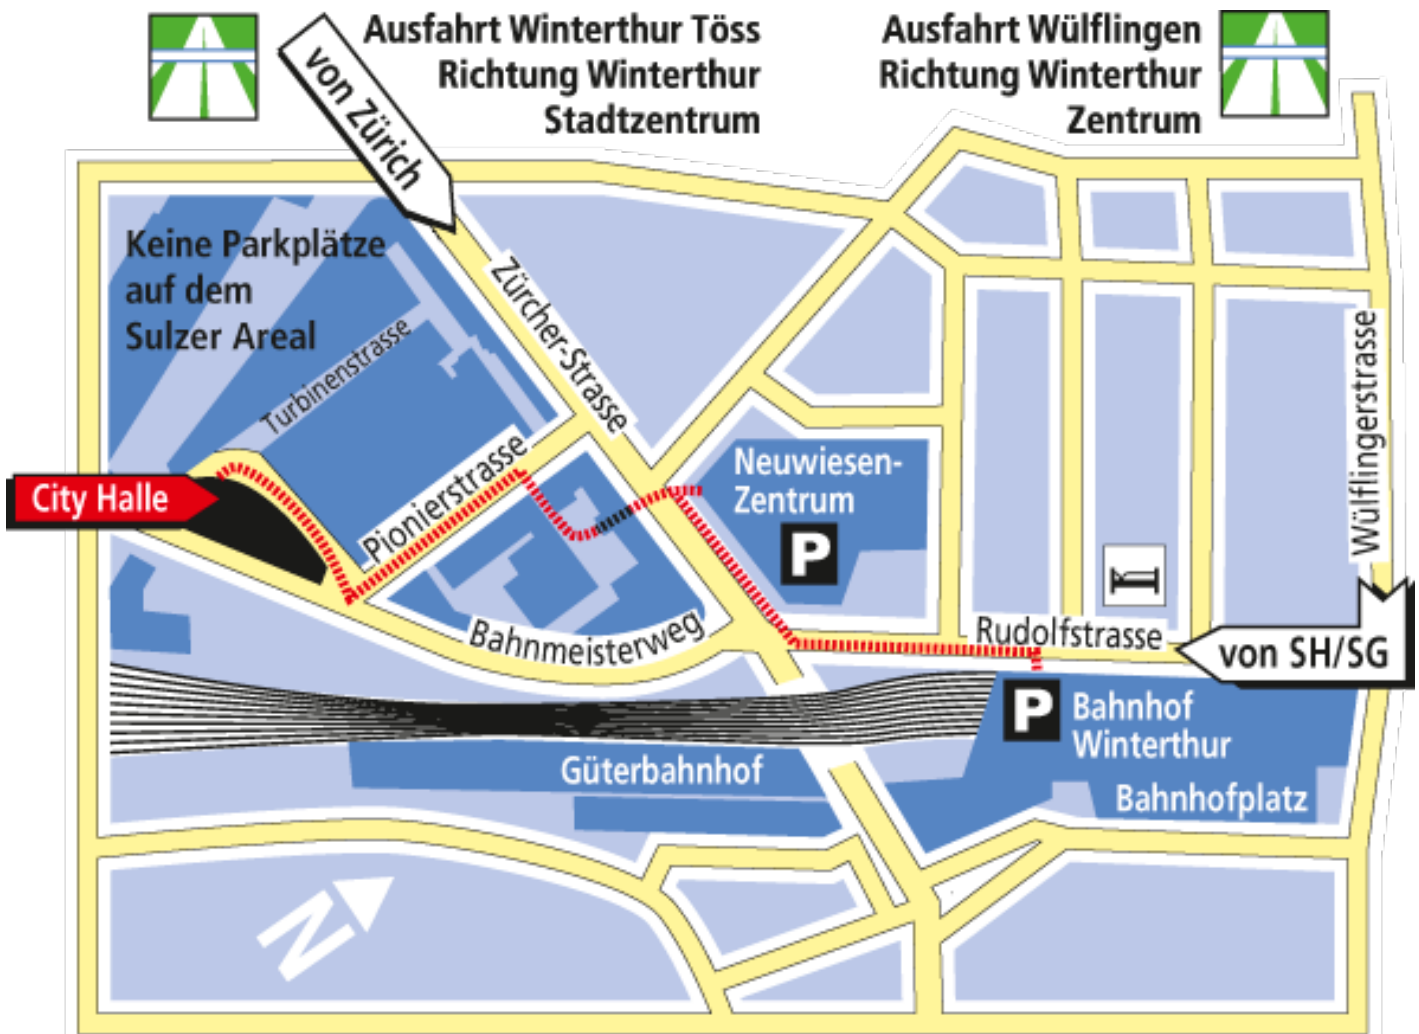 Ausfahrt Winterthur Töss
Richtung Winterthur
Stadtzentrum
Ausfahrt Wülflingen
Richtung Winterthur
Zentrum
von Zürich
Keine Parkplätze
auf dem
Sulzer Areal
Turbinenstrasse
Zürcher-Strasse
Wülflingerstrasse
City Halle
Pionierstrasse
Neuwiesen-
Zentrum
P
Bahnmeisterweg
Rudolfstrasse
von SH/SG
P
Bahnhof
Winterthur
Güterbahnhof
Bahnhofplatz
N